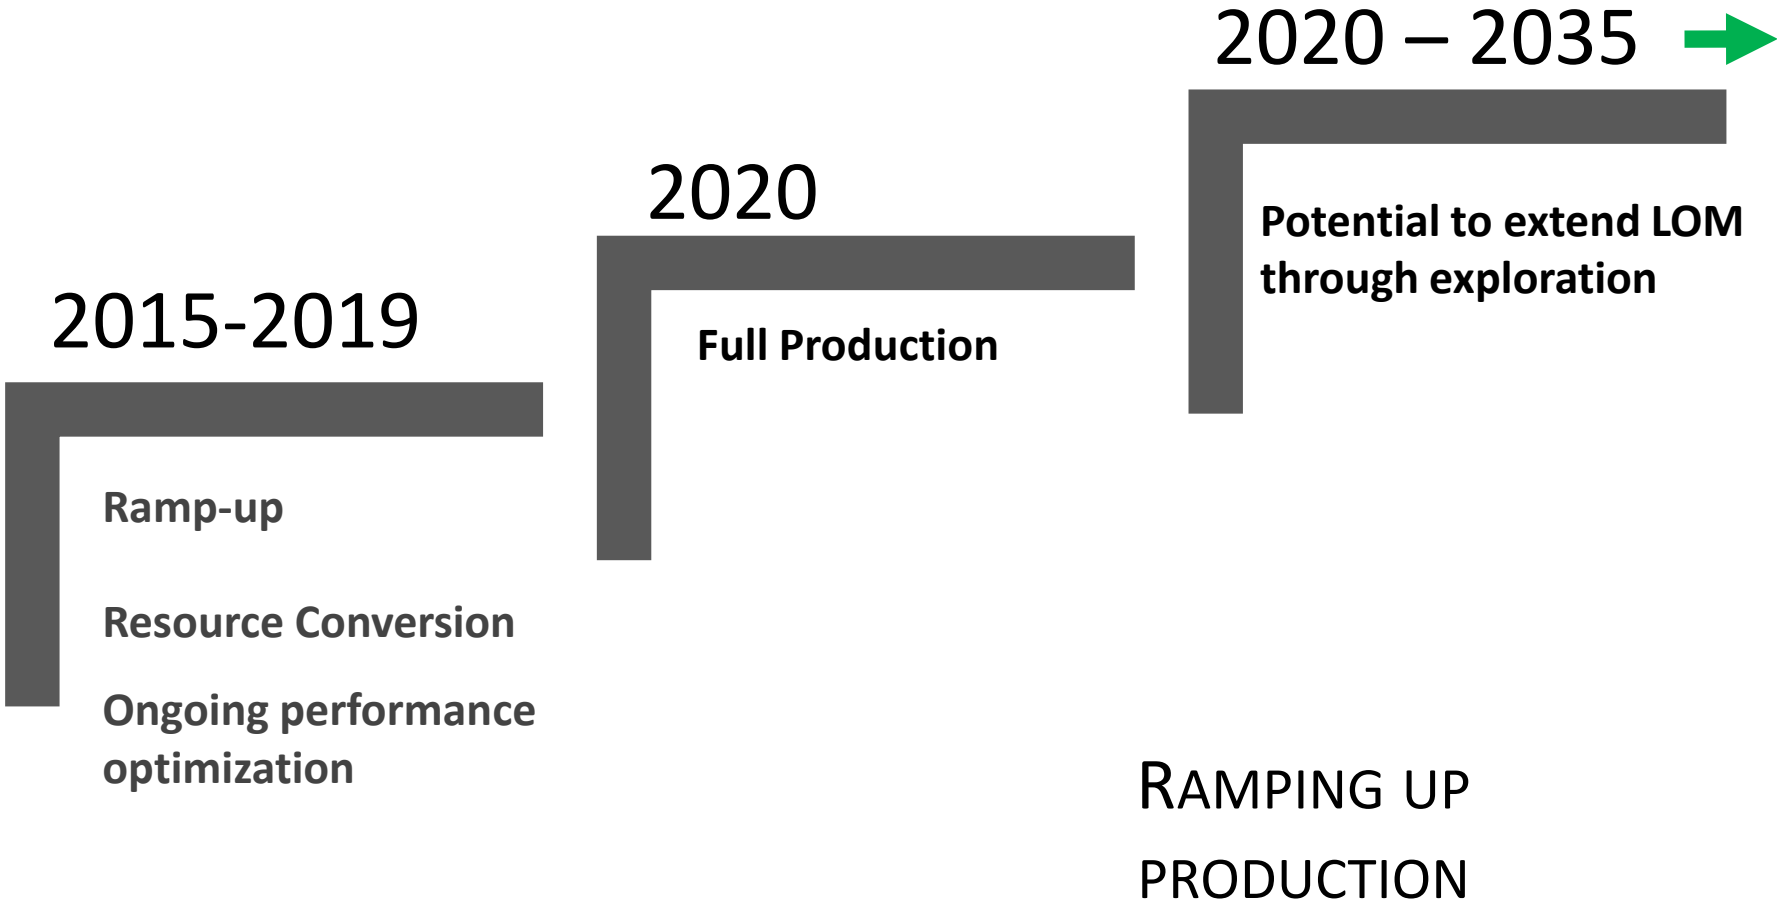 2015-2019
Ramp-up
Resource Conversion
Ongoing performance
optimization
2020
Full Production
2020 – 2035
Potential to extend LOM
through exploration
RAMPING UP
PRODUCTION